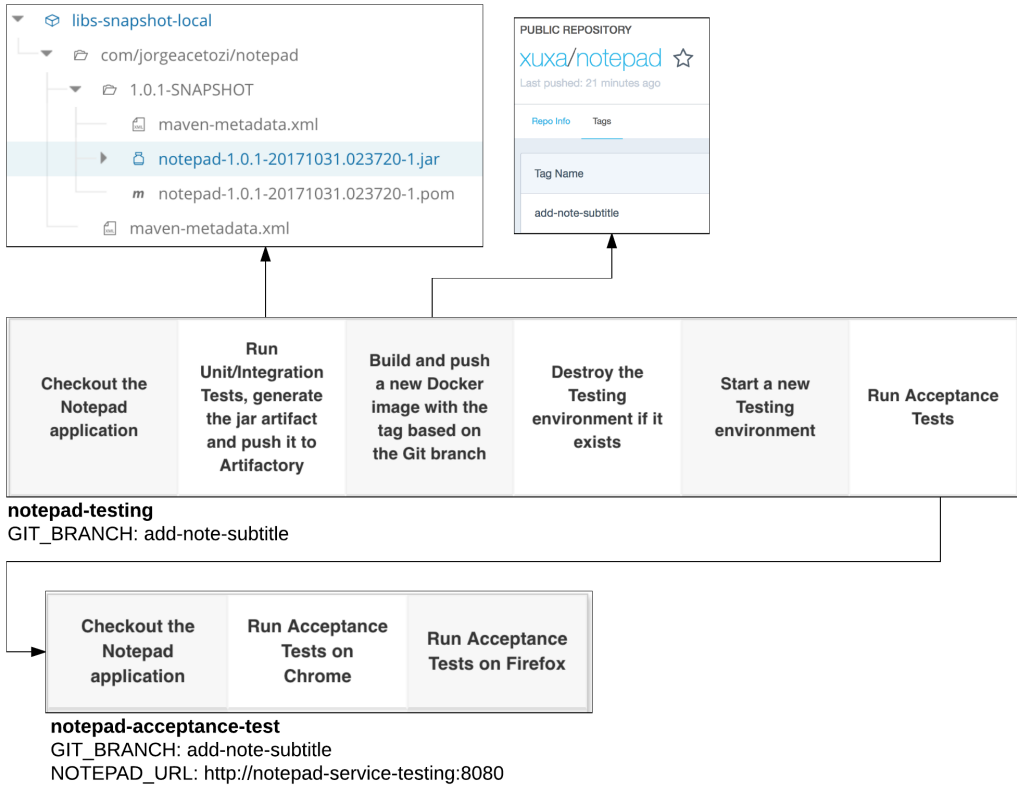 libs-snapshot-local
com/jorgeacetozi/notepad
1.0.1-SNAPSHOT
maven-metadata.xml
notepad-1.0.1-20171031.023720-1.jar
m notepad-1.0.1-20171031.023720-1.pom
maven-metadata.xml
PUBLIC REPOSITORY
xuxa/notepad
Last pushed: 21 minutes ago
Repo Info Tags
Tag Name
add-note-subtitle
Checkout the
Notepad
application
Run
Unit/Integration
Tests, generate
the jar artifact
and push it to
Artifactory
Build and push
a new Docker
image with the
tag based on
the Git branch
Destroy the
Testing
environment if it
exists
Start a new
Testing
environment
Run Acceptance
Tests
notepad-testing
GIT_BRANCH: add-note-subtitle
Checkout the
Notepad
application
Run Acceptance
Tests on
Chrome
Run Acceptance
Tests on Firefox
notepad-acceptance-test
GIT_BRANCH: add-note-subtitle
NOTEPAD_URL: http://notepad-service-testing:8080